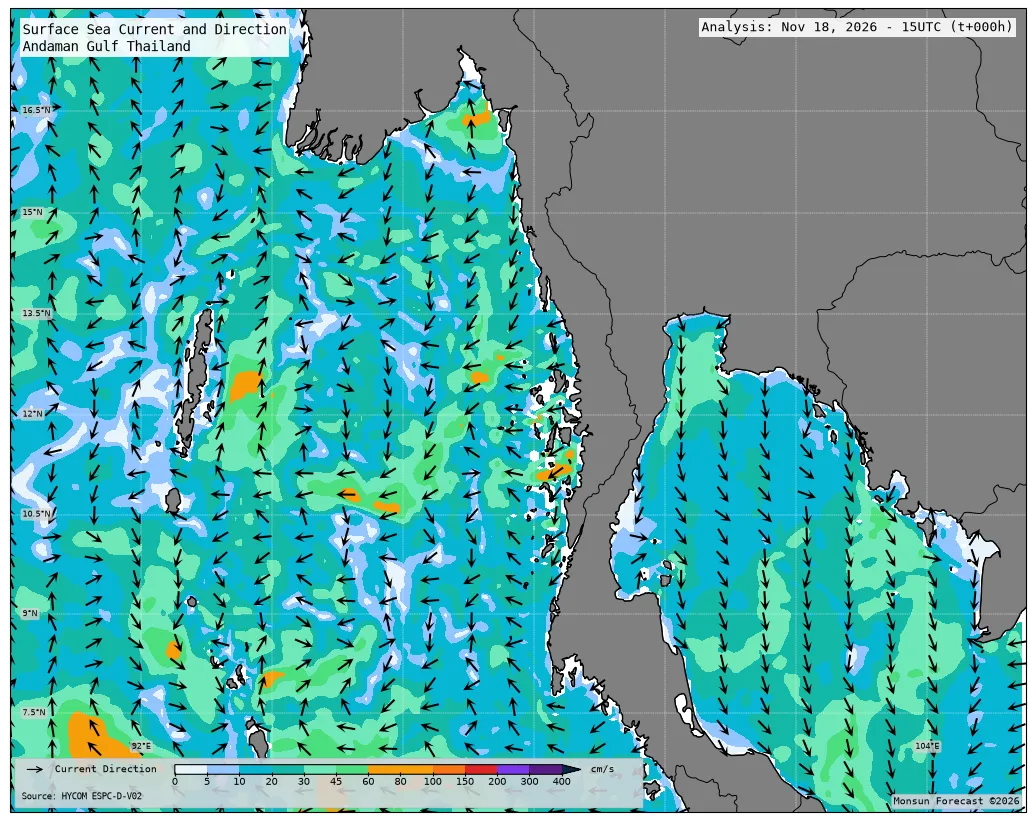 Surface Sea Current and Direction
Andaman Gulf Thailand
Analysis: Nov 18, 2026 - 15UTC (t+000h)
16.5°N
15°N
13.5°N
12°N
10.5°N
9°N
7.5°N
92°E
104°E
Current Direction
0 5 10 20 30 45 60 80 100 150 200 300 400 cm/s
Source: HYCOM ESPC-D-V02
Monsun Forecast ©2026